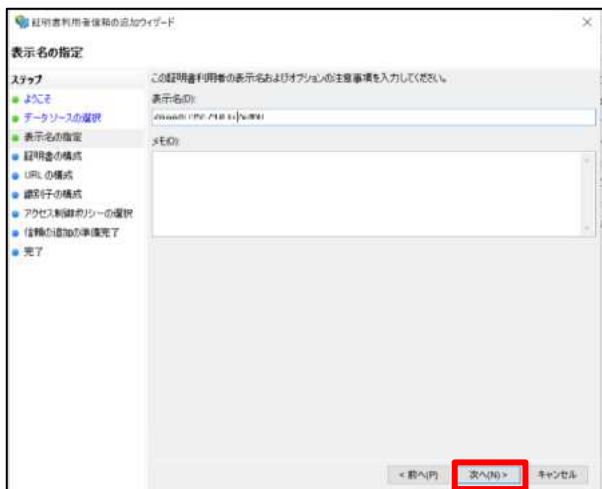 証明書利用者信頼の追加ウィザード
表示名の指定
ステップ
ようこそ
データ ソースの選択
表示名の指定
証明書の構成
URL の構成
識別子の構成
アクセス制御ポリシーの選択
信頼の追加の準備完了
完了
この証明書利用者の表示名およびオプションの注意事項を入力してください。
表示名(D):
メモ(O):
< 前へ(P)
次へ(N) >
キャンセル